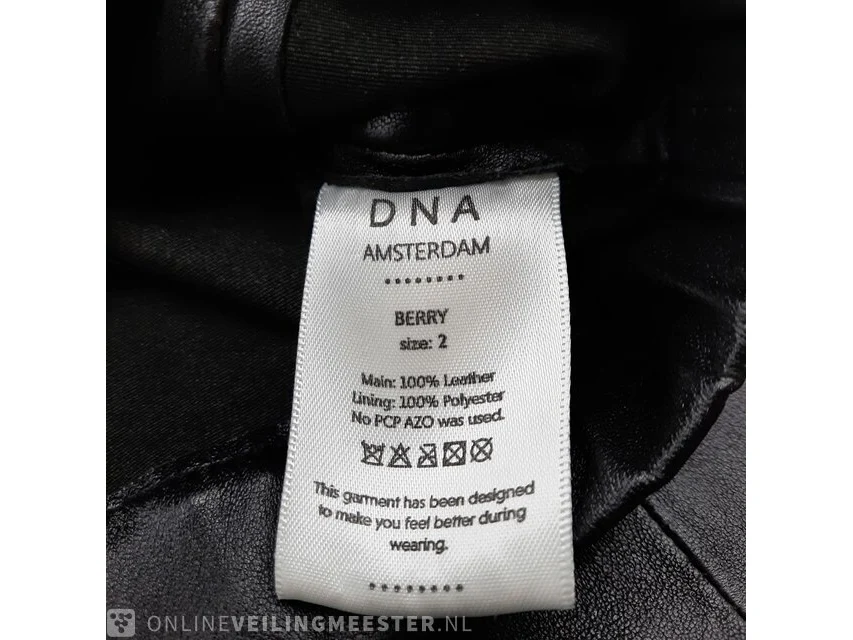 DNA
AMSTERDAM
BERRY
size: 2
Main: 100% Leather
Lining: 100% Polyester
No PCP AZO was used.
This garment has been designed
to make you feel better during
wearing.
ONLINEVEILINGMEESTER.NL